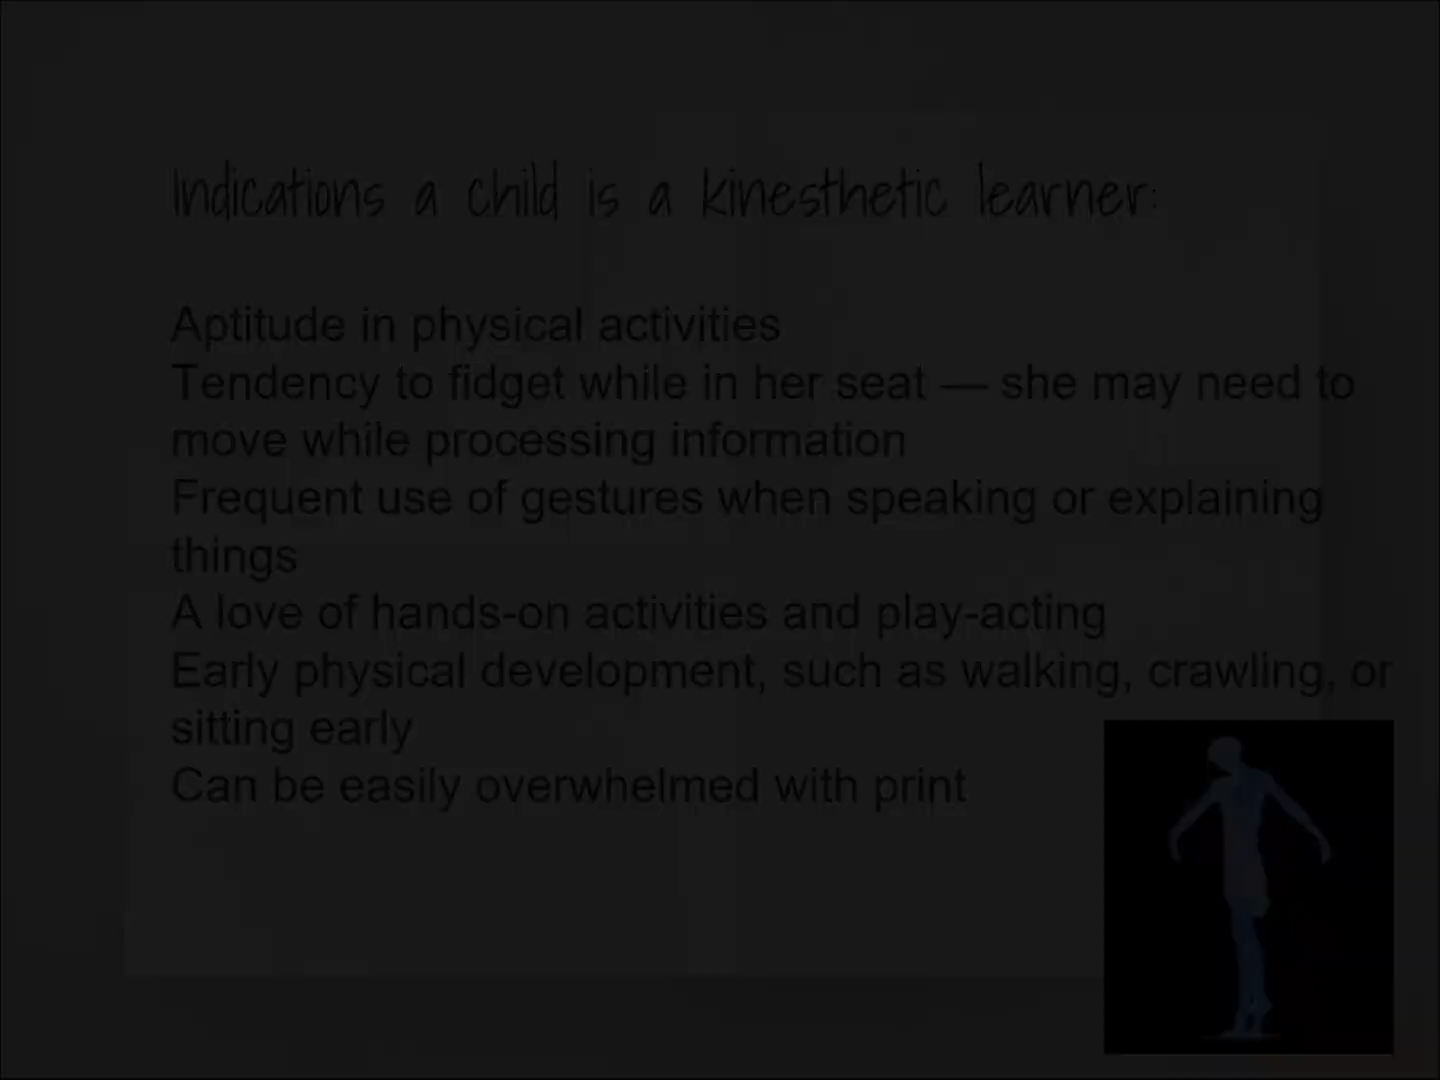 Indications a child is a kinesthetic learner:
Aptitude in physical activities
Tendency to fidget while in her seat — she may need to
move while processing information
Frequent use of gestures when speaking or explaining
things
A love of hands-on activities and play-acting
Early physical development, such as walking, crawling, or
sitting early
Can be easily overwhelmed with print